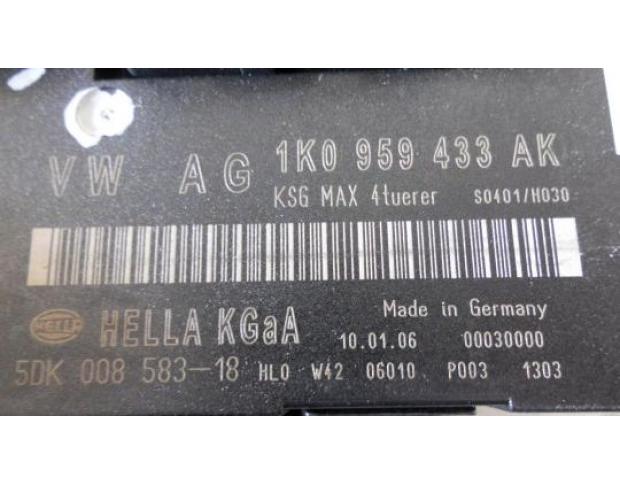 VW AG 1K0 959 433 AK
KSG MAX 4tuerer S0401/H030
HELLA HELLA KGaA Made in Germany
10.01.06 00030000
5DK 008 583-18 HL0 W42 06010 P003 1303